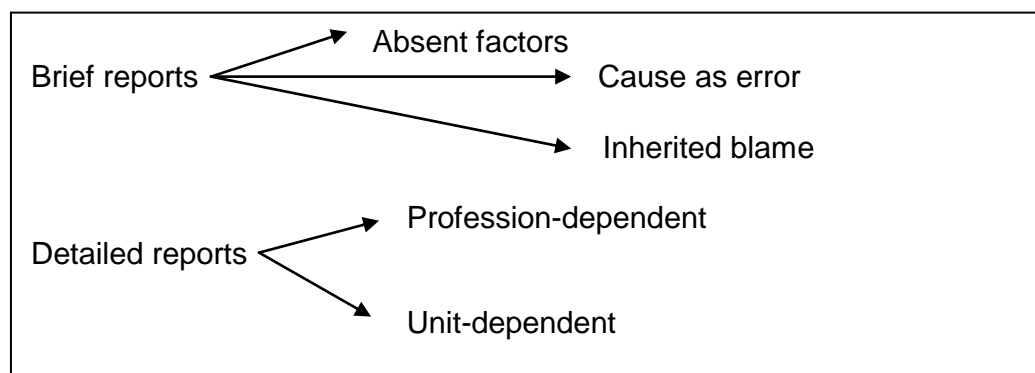 Absent factors
Brief reports
Cause as error
Inherited blame
Profession-dependent
Detailed reports
Unit-dependent